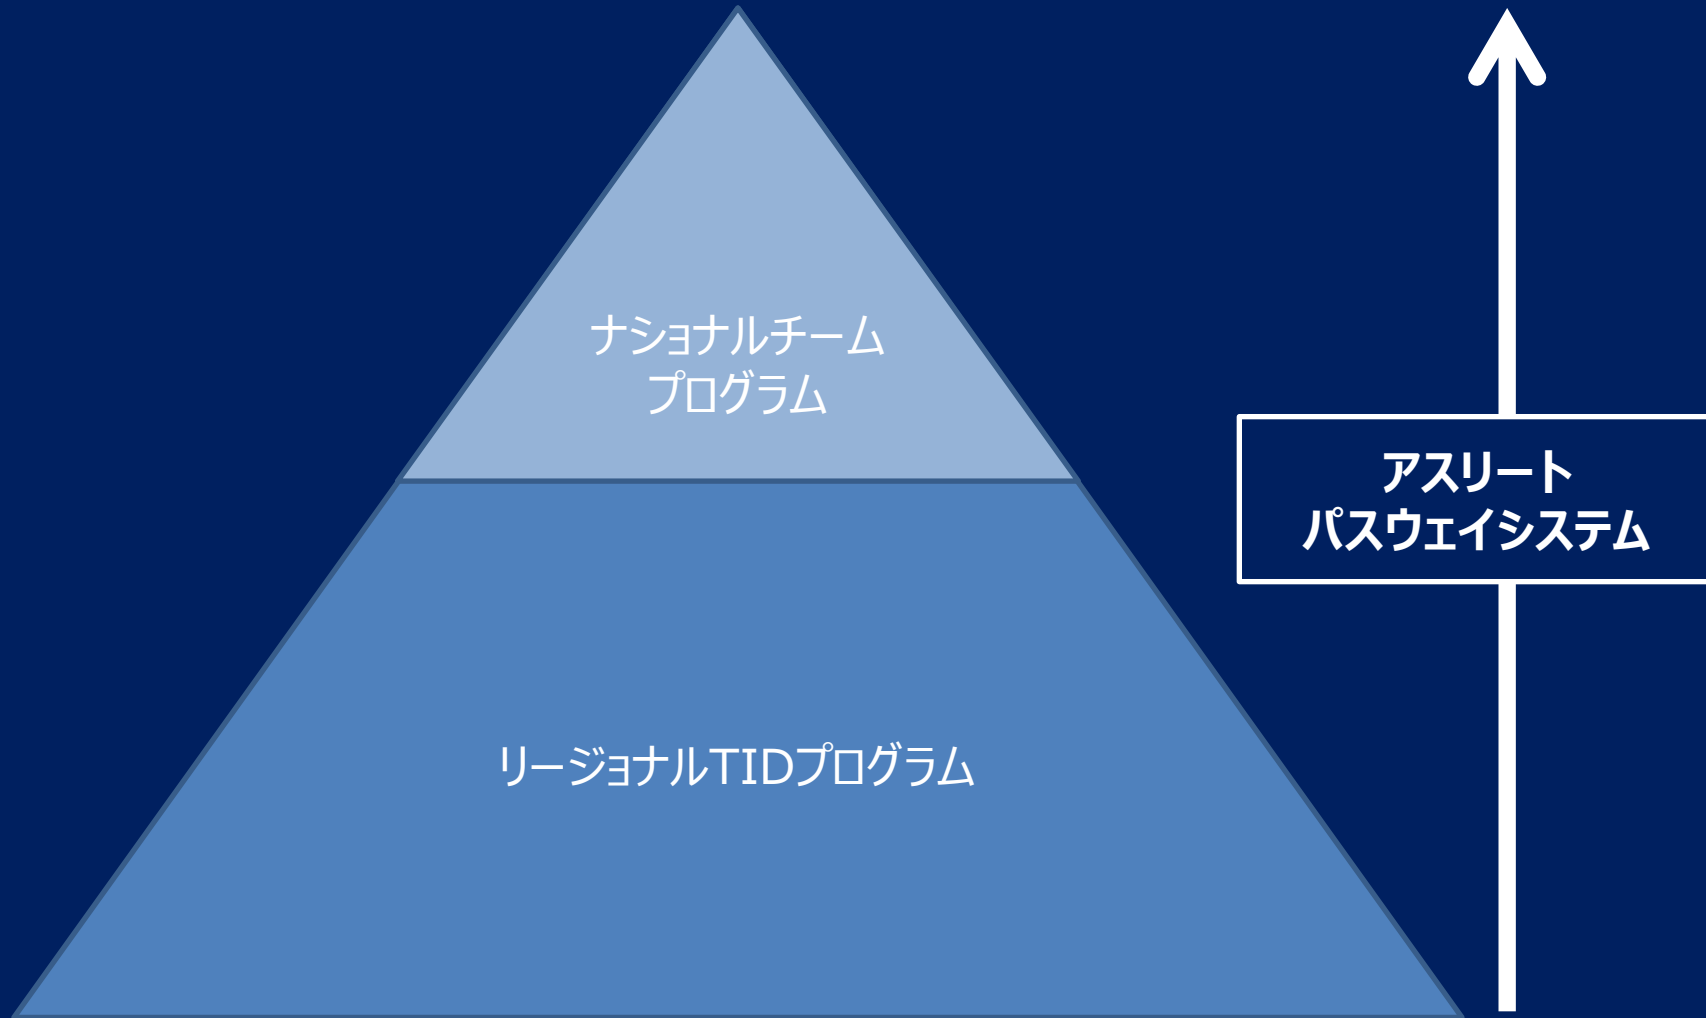 ナショナルチーム
プログラム
アスリート
パスウェイシステム
リージョナルTIDプログラム